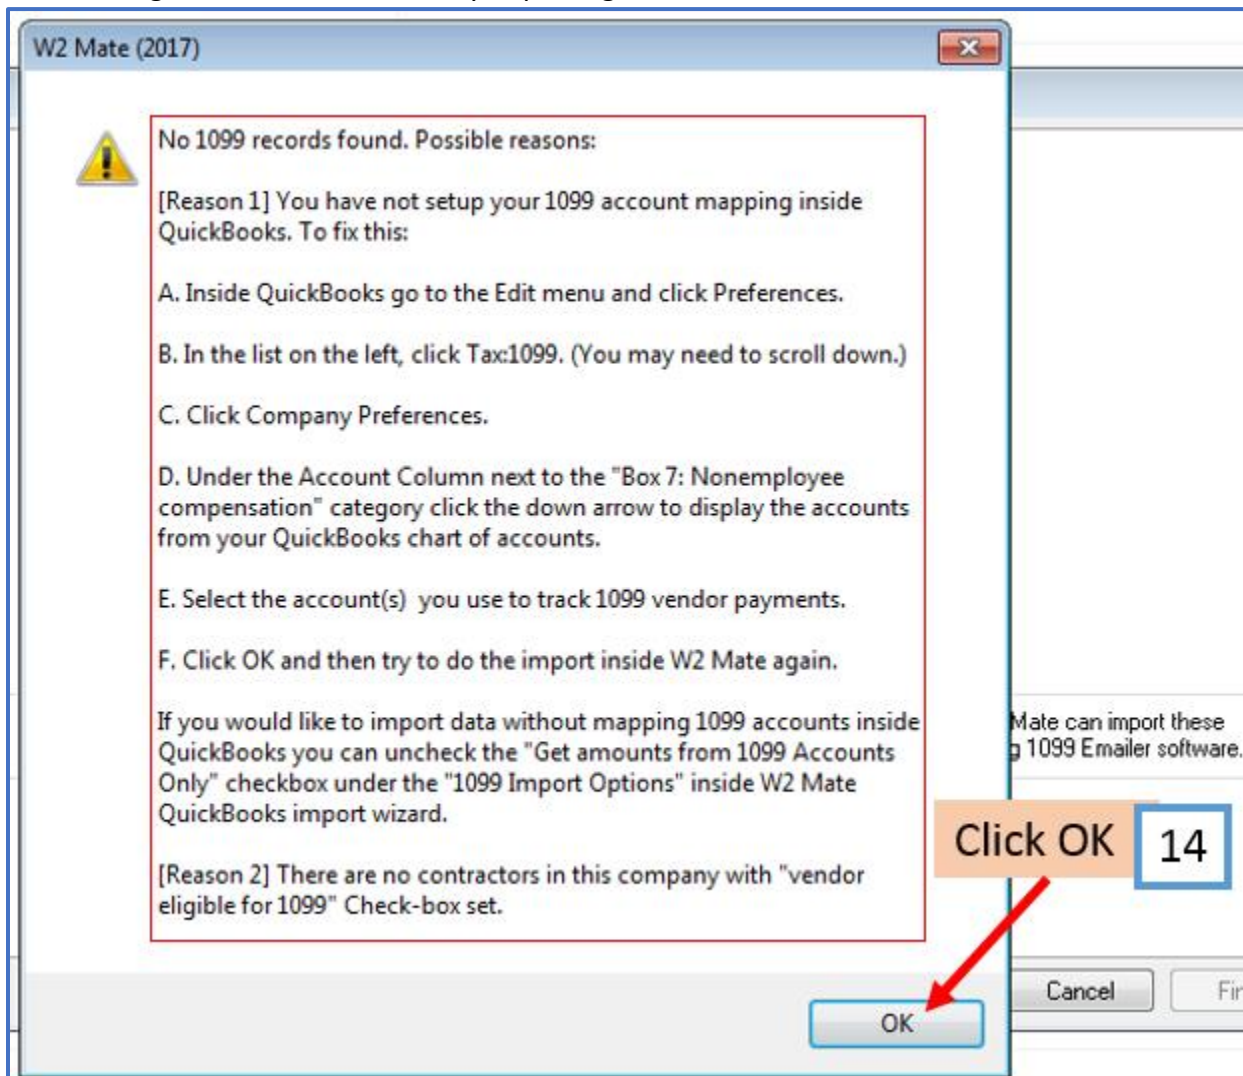 W2 Mate (2017)
No 1099 records found. Possible reasons:
[Reason 1] You have not setup your 1099 account mapping inside
QuickBooks. To fix this:
A. Inside QuickBooks go to the Edit menu and click Preferences.
B. In the list on the left, click Tax:1099. (You may need to scroll down.)
C. Click Company Preferences.
D. Under the Account Column next to the "Box 7: Nonemployee
compensation" category click the down arrow to display the accounts
from your QuickBooks chart of accounts.
E. Select the account(s)  you use to track 1099 vendor payments.
F. Click OK and then try to do the import inside W2 Mate again.
If you would like to import data without mapping 1099 accounts inside
QuickBooks you can uncheck the "Get amounts from 1099 Accounts
Only" checkbox under the "1099 Import Options" inside W2 Mate
QuickBooks import wizard.
[Reason 2] There are no contractors in this company with "vendor
eligible for 1099" Check-box set.
Mate can import these
g 1099 Emailer software.
Click OK 14
Cancel
OK